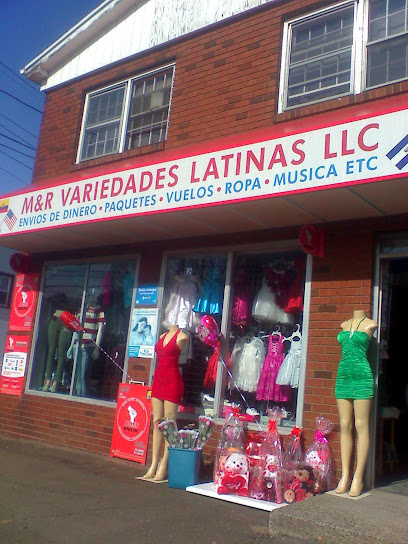 M&R VARIEDADES LATINAS LLC
ENVIOS DE DINERO • PAQUETES • VUELOS • ROPA • MUSICA ETC